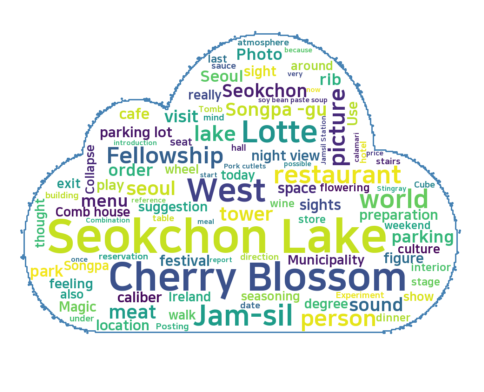 atmosphere
Photo because
last
sauce very
Seoul sight around rib
Seokchon now
really soy bean paste soup
Tomb Songpa -gu Use
cafe visit picture
parking lot seat lake Lotte Jamsil Station calamari
introduction hall price
Collapse Fellowship night view stairs
Pork cutlets possible
order wheel today restaurant
exit play seoul start West space flowering Stingray Cube
building menu reference wine sights world
thought Comb house suggestion tower store preparation
Combination table meal weekend
Seokchon Lake parking
culture
once reservation festival report direction Municipality figure interior
park Songpa
feeling Cherry Blossom stage
also caliber Ireland seasoning degree Experiment show
Magic meat walk date sound
under location Posting Jam-sil person dinner